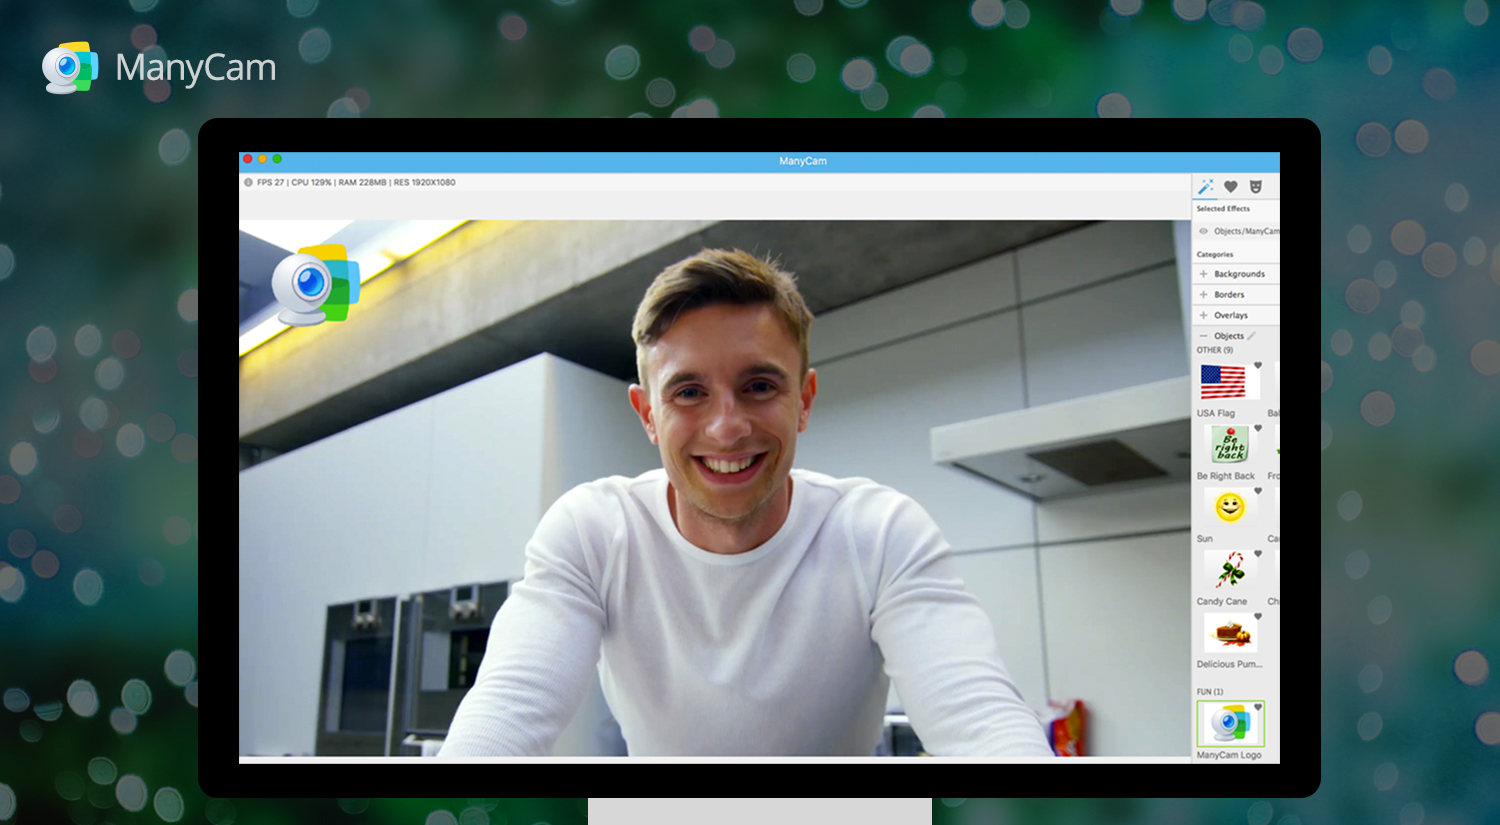 ManyCam
ManyCam
FPS 27 | CPU 129% | RAM 228MB | RES 1920X1080
Selected Effects
Objects/ManyCam
Categories
Backgrounds
Borders
Overlays
Objects
OTHER (9)
USA Flag
Bal
Be
right
back
Be Right Back
Fro
Sun
Ca
Candy Cane
Ch
Delicious Pum...
FUN (1)
ManyCam Logo